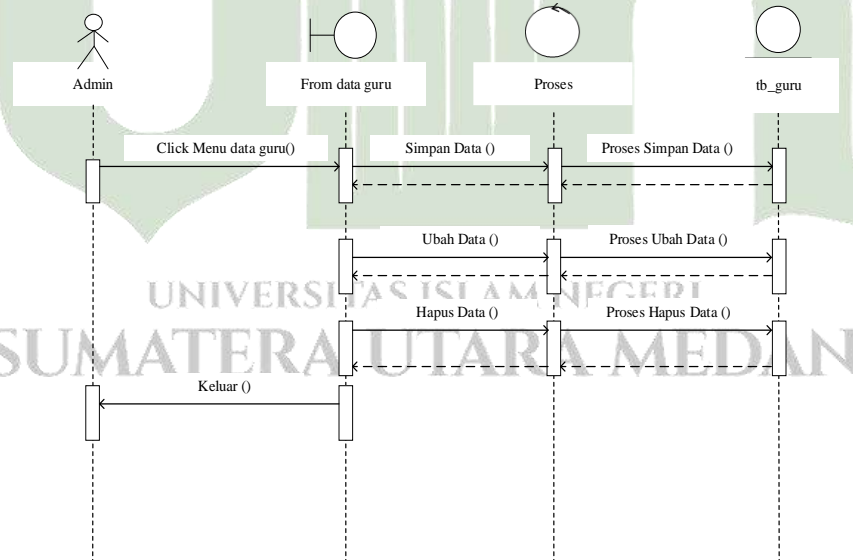 Admin
From data guru
Proses
tb_guru
Click Menu data guru()
Simpan Data ()
Proses Simpan Data ()
Ubah Data ()
Proses Ubah Data ()
UNIVERSITAS ISLAM NEGERI
Hapus Data ()
Proses Hapus Data ()
SUMATERA UTARA MEDAN
Keluar ()